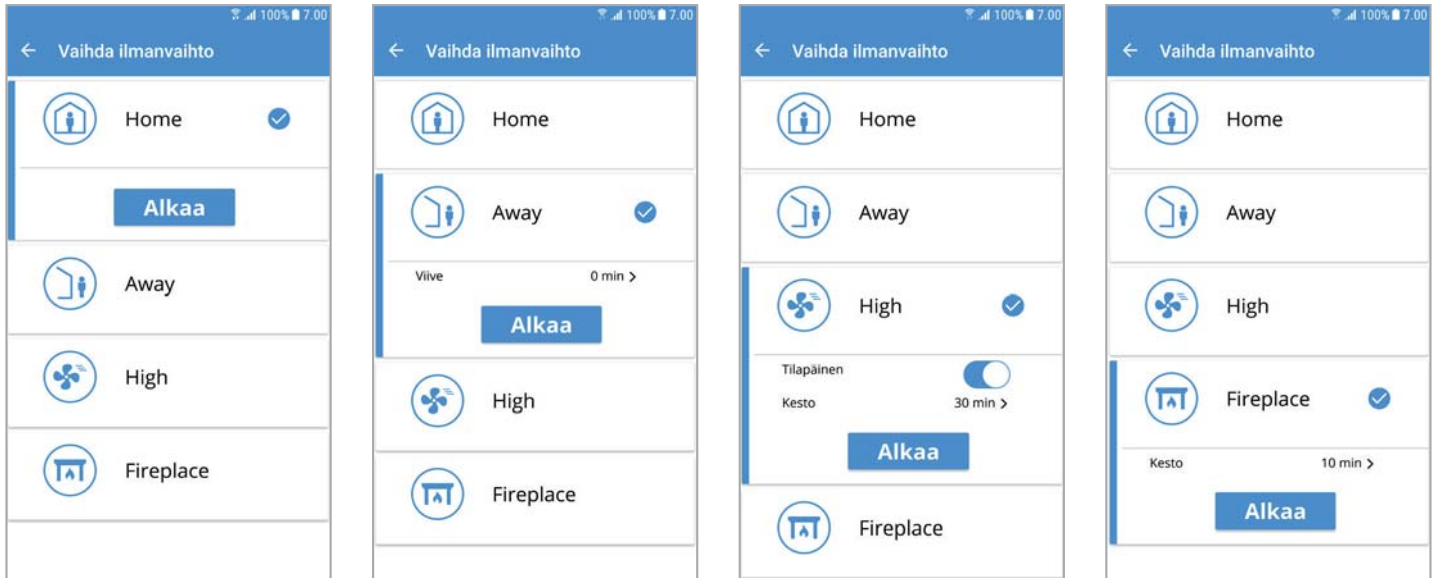 100% 7.00
Vaihda ilmanvaihto
Home
Alkaa
Away
High
Fireplace
100% 7.00
Vaihda ilmanvaihto
Home
Away
Viive 0 min >
Alkaa
High
Fireplace
100% 7.00
Vaihda ilmanvaihto
Home
Away
High
Tilapäinen
Kesto 30 min >
Alkaa
Fireplace
100% 7.00
Vaihda ilmanvaihto
Home
Away
High
Fireplace
Kesto 10 min >
Alkaa